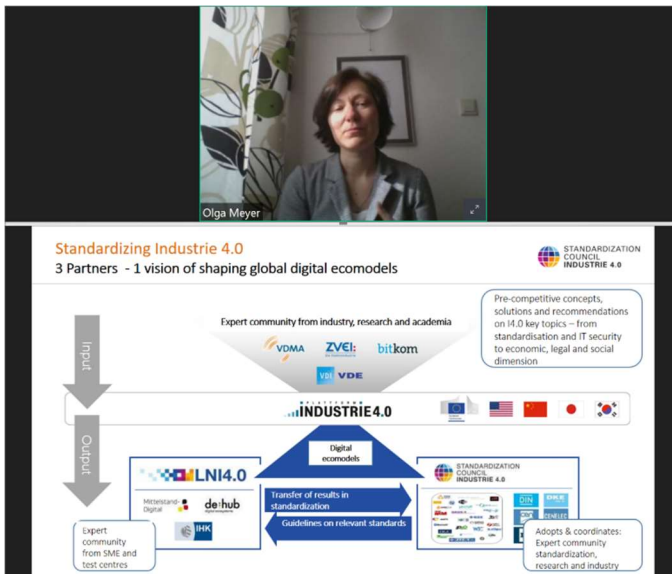 Olga Meyer
Standardizing Industrie 4.0
3 Partners - 1 vision of shaping global digital ecomodels
STANDARDIZATION
COUNCIL
INDUSTRIE 4.0
Pre-competitive concepts,
solutions and recommendations
on I4.0 key topics – from
standardisation and IT security
to economic, legal and social
dimension
Expert community from industry, research and academia
VDMA
ZVEI:
bitkom
VDE
Input
PLATTFORM
INDUSTRIE4.0
Output
Digital
ecomodels
LNI4.0
Mittelstand-
Digital
de:hub
IHK
Transfer of results in
standardization
Guidelines on relevant standards
STANDARDIZATION
COUNCIL
INDUSTRIE 4.0
DIN
DKE
CENELEC
Expert
community
from SME and
test centres
Adopts & coordinates:
Expert community
standardization,
research and industry